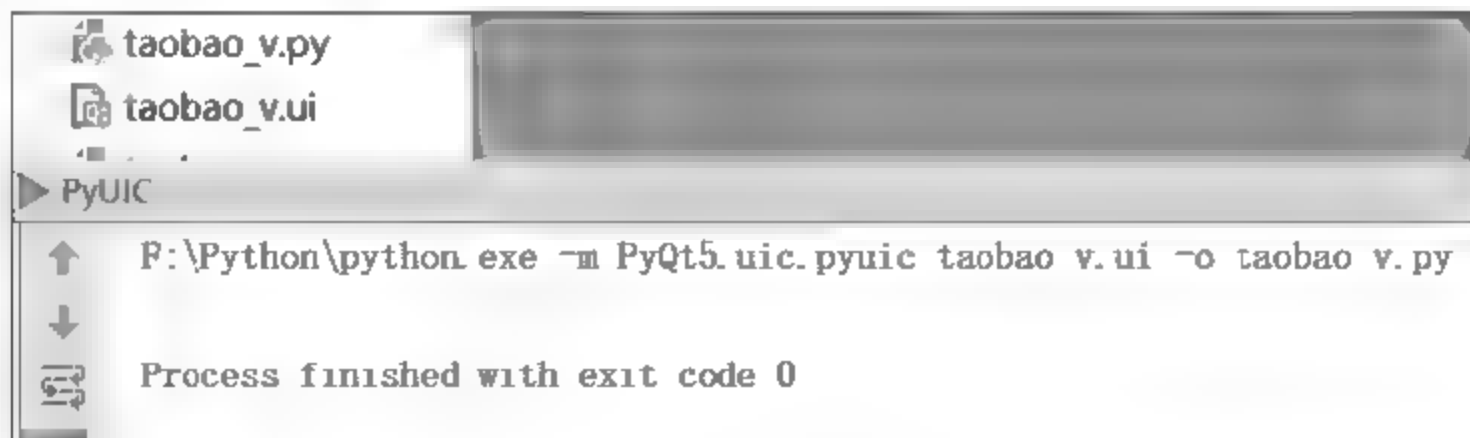 taobao_v.py
taobao_v.ui
PyUIC
F:\Python\python.exe -m PyQt5.uic.pyuic taobao_v.ui -o taobao_v.py
Process finished with exit code 0